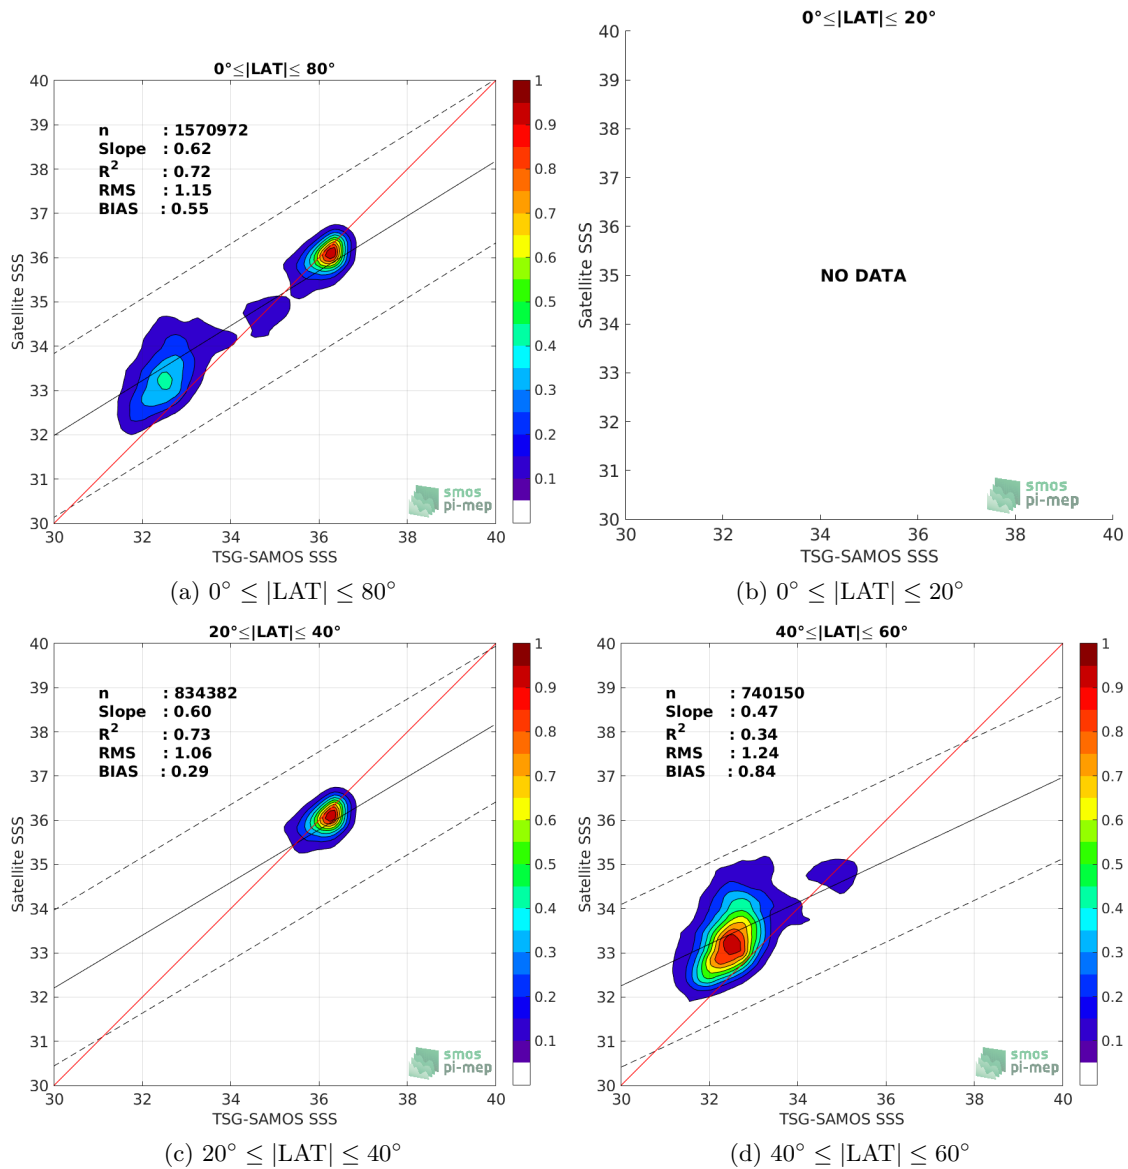 0°≤|LAT|≤ 80°
40
39
38
37
36
35
34
33
32
31
30
Satellite SSS
n : 1570972
Slope : 0.62
R2 : 0.72
RMS : 1.15
BIAS : 0.55
smos
pi-mep
30 32 34 36 38 40
TSG-SAMOS SSS
1
0.9
0.8
0.7
0.6
0.5
0.4
0.3
0.2
0.1
(a) 0° ≤ |LAT| ≤ 80°
0°≤|LAT|≤ 20°
40
39
38
37
36
35
34
33
32
31
30
Satellite SSS
NO DATA
smos
pi-mep
30 32 34 36 38 40
TSG-SAMOS SSS
(b) 0° ≤ |LAT| ≤ 20°
20°≤|LAT|≤ 40°
40
39
38
37
36
35
34
33
32
31
30
Satellite SSS
n : 834382
Slope : 0.60
R2 : 0.73
RMS : 1.06
BIAS : 0.29
smos
pi-mep
30 32 34 36 38 40
TSG-SAMOS SSS
1
0.9
0.8
0.7
0.6
0.5
0.4
0.3
0.2
0.1
(c) 20° ≤ |LAT| ≤ 40°
40°≤|LAT|≤ 60°
40
39
38
37
36
35
34
33
32
31
30
Satellite SSS
n : 740150
Slope : 0.47
R2 : 0.34
RMS : 1.24
BIAS : 0.84
smos
pi-mep
30 32 34 36 38 40
TSG-SAMOS SSS
1
0.9
0.8
0.7
0.6
0.5
0.4
0.3
0.2
0.1
(d) 40° ≤ |LAT| ≤ 60°